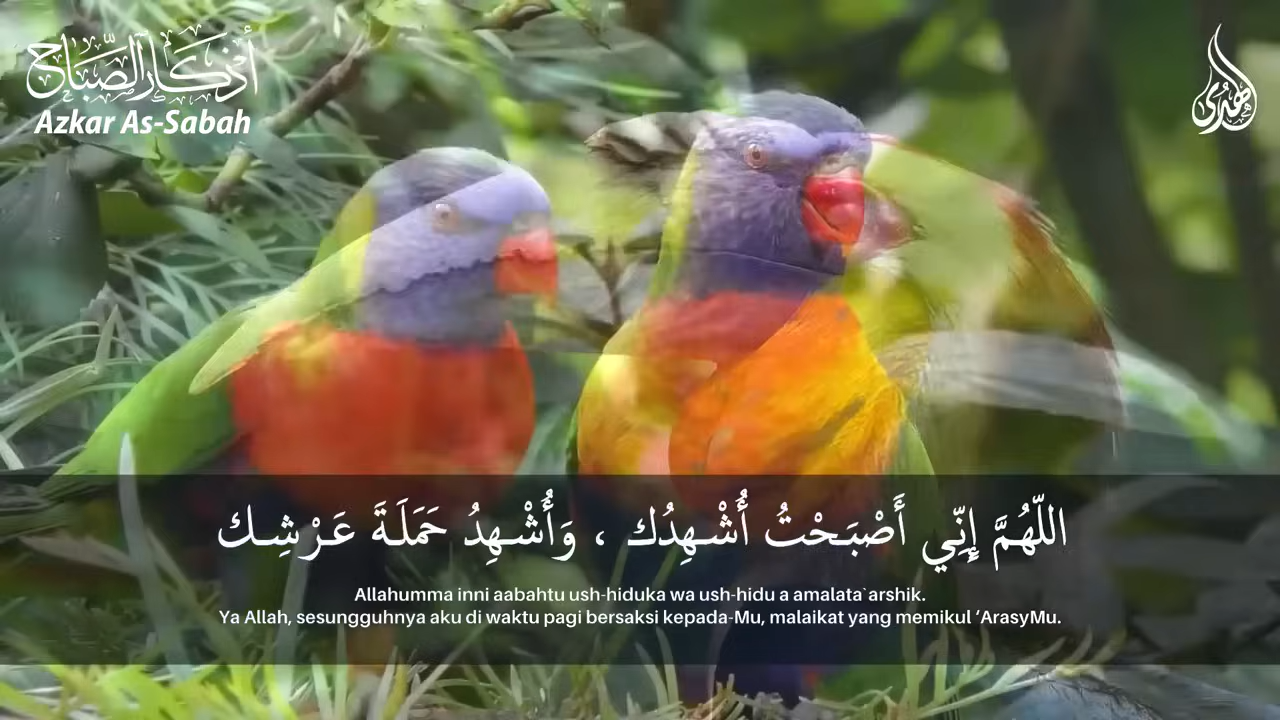 أذكار الصباح
Azkar As-Sabah
الهدى
اللّهُمَّ إِنِّي أَصْبَحْتُ أُشْهِدُك ، وَأُشْهِدُ حَمَلَةَ عَرْشِك
Allahumma inni aabahtu ush-hiduka wa ush-hidu a amalata`arshik.
Ya Allah, sesungguhnya aku di waktu pagi bersaksi kepada-Mu, malaikat yang memikul ‘ArasyMu.